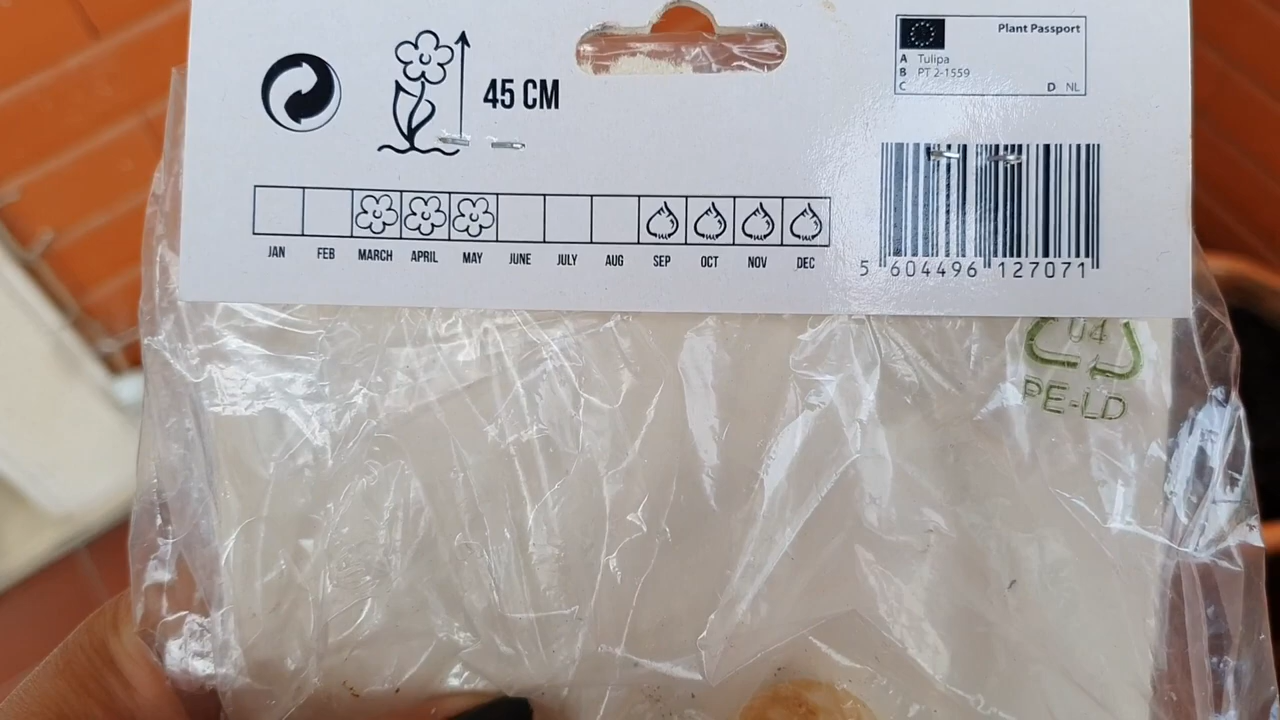 45 CM
Plant Passport
A Tulipa
B PT 2-1559
C D NL
JAN FEB MARCH APRIL MAY JUNE JULY AUG SEP OCT NOV DEC
5 604496 127071
04
PE-LD